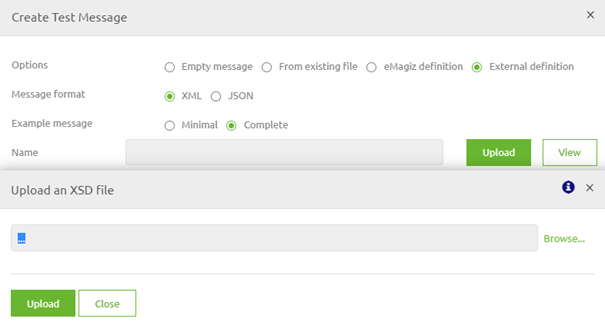 Create Test Message
Options Empty message From existing file eMagiz definition External definition
Message format XML JSON
Example message Minimal Complete
Name Upload View
Upload an XSD file
... Browse...
Upload Close